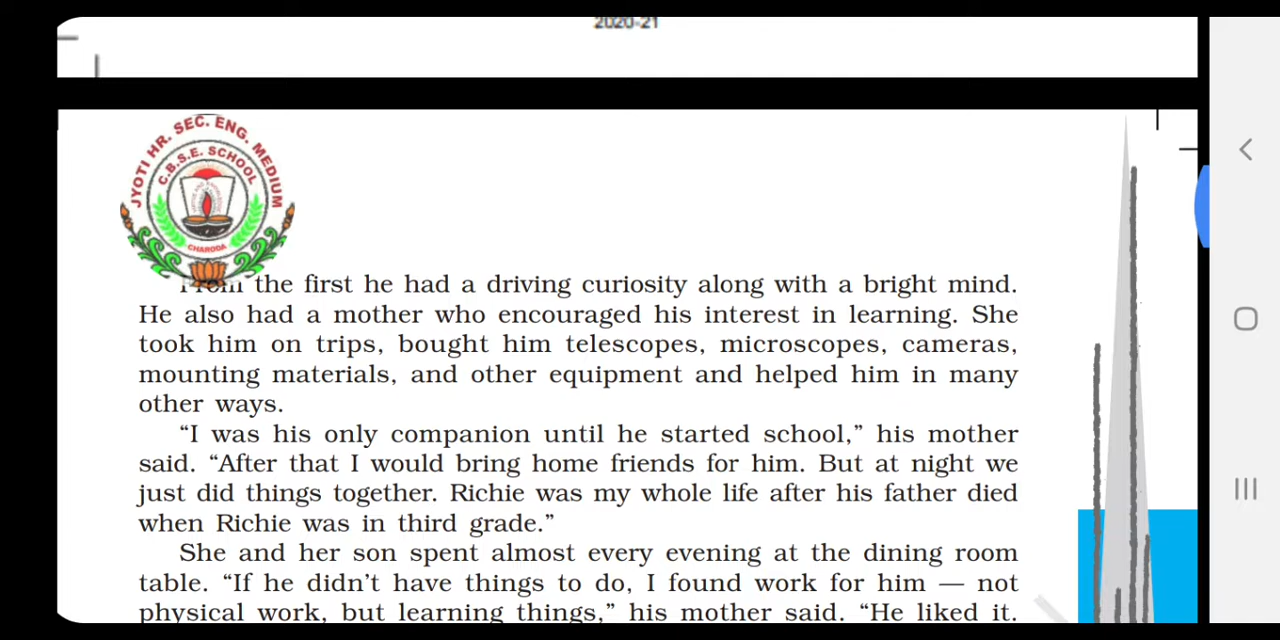 2020-21
JYOTI HR. SEC. ENG. MEDIUM
C.B.S.E. SCHOOL
CHARODA
From the first he had a driving curiosity along with a bright mind.
He also had a mother who encouraged his interest in learning. She
took him on trips, bought him telescopes, microscopes, cameras,
mounting materials, and other equipment and helped him in many
other ways.
“I was his only companion until he started school,” his mother
said. “After that I would bring home friends for him. But at night we
just did things together. Richie was my whole life after his father died
when Richie was in third grade.”
She and her son spent almost every evening at the dining room
table. “If he didn’t have things to do, I found work for him — not
physical work, but learning things,” his mother said. “He liked it.